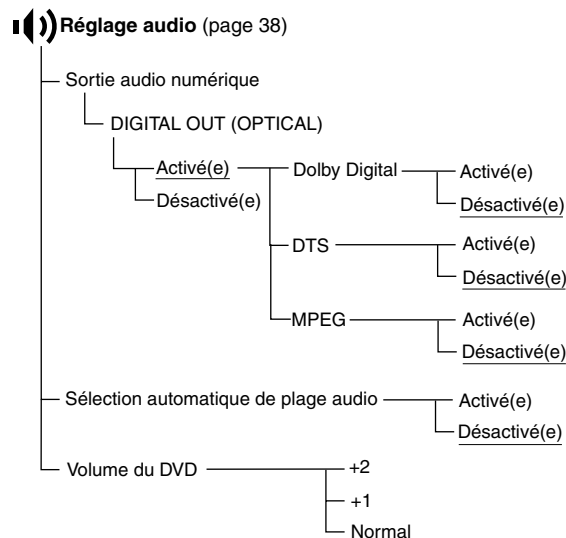 Réglage audio (page 38)
Sortie audio numérique
DIGITAL OUT (OPTICAL)
Activé(e) Dolby Digital Activé(e)
Désactivé(e) Désactivé(e)
DTS Activé(e)
Désactivé(e)
MPEG Activé(e)
Désactivé(e)
Sélection automatique de plage audio Activé(e)
Désactivé(e)
Volume du DVD +2
+1
Normal